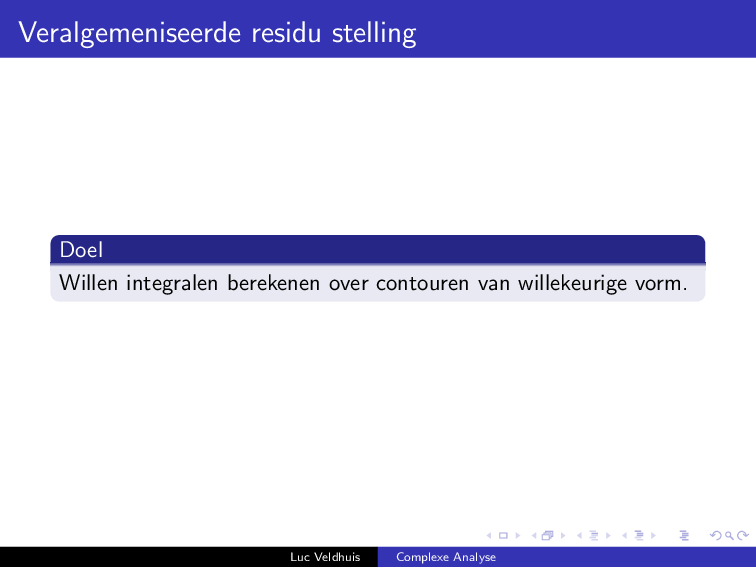 Veralgemeniseerde residu stelling
Doel
Willen integralen berekenen over contouren van willekeurige vorm.
Luc Veldhuis
Complexe Analyse